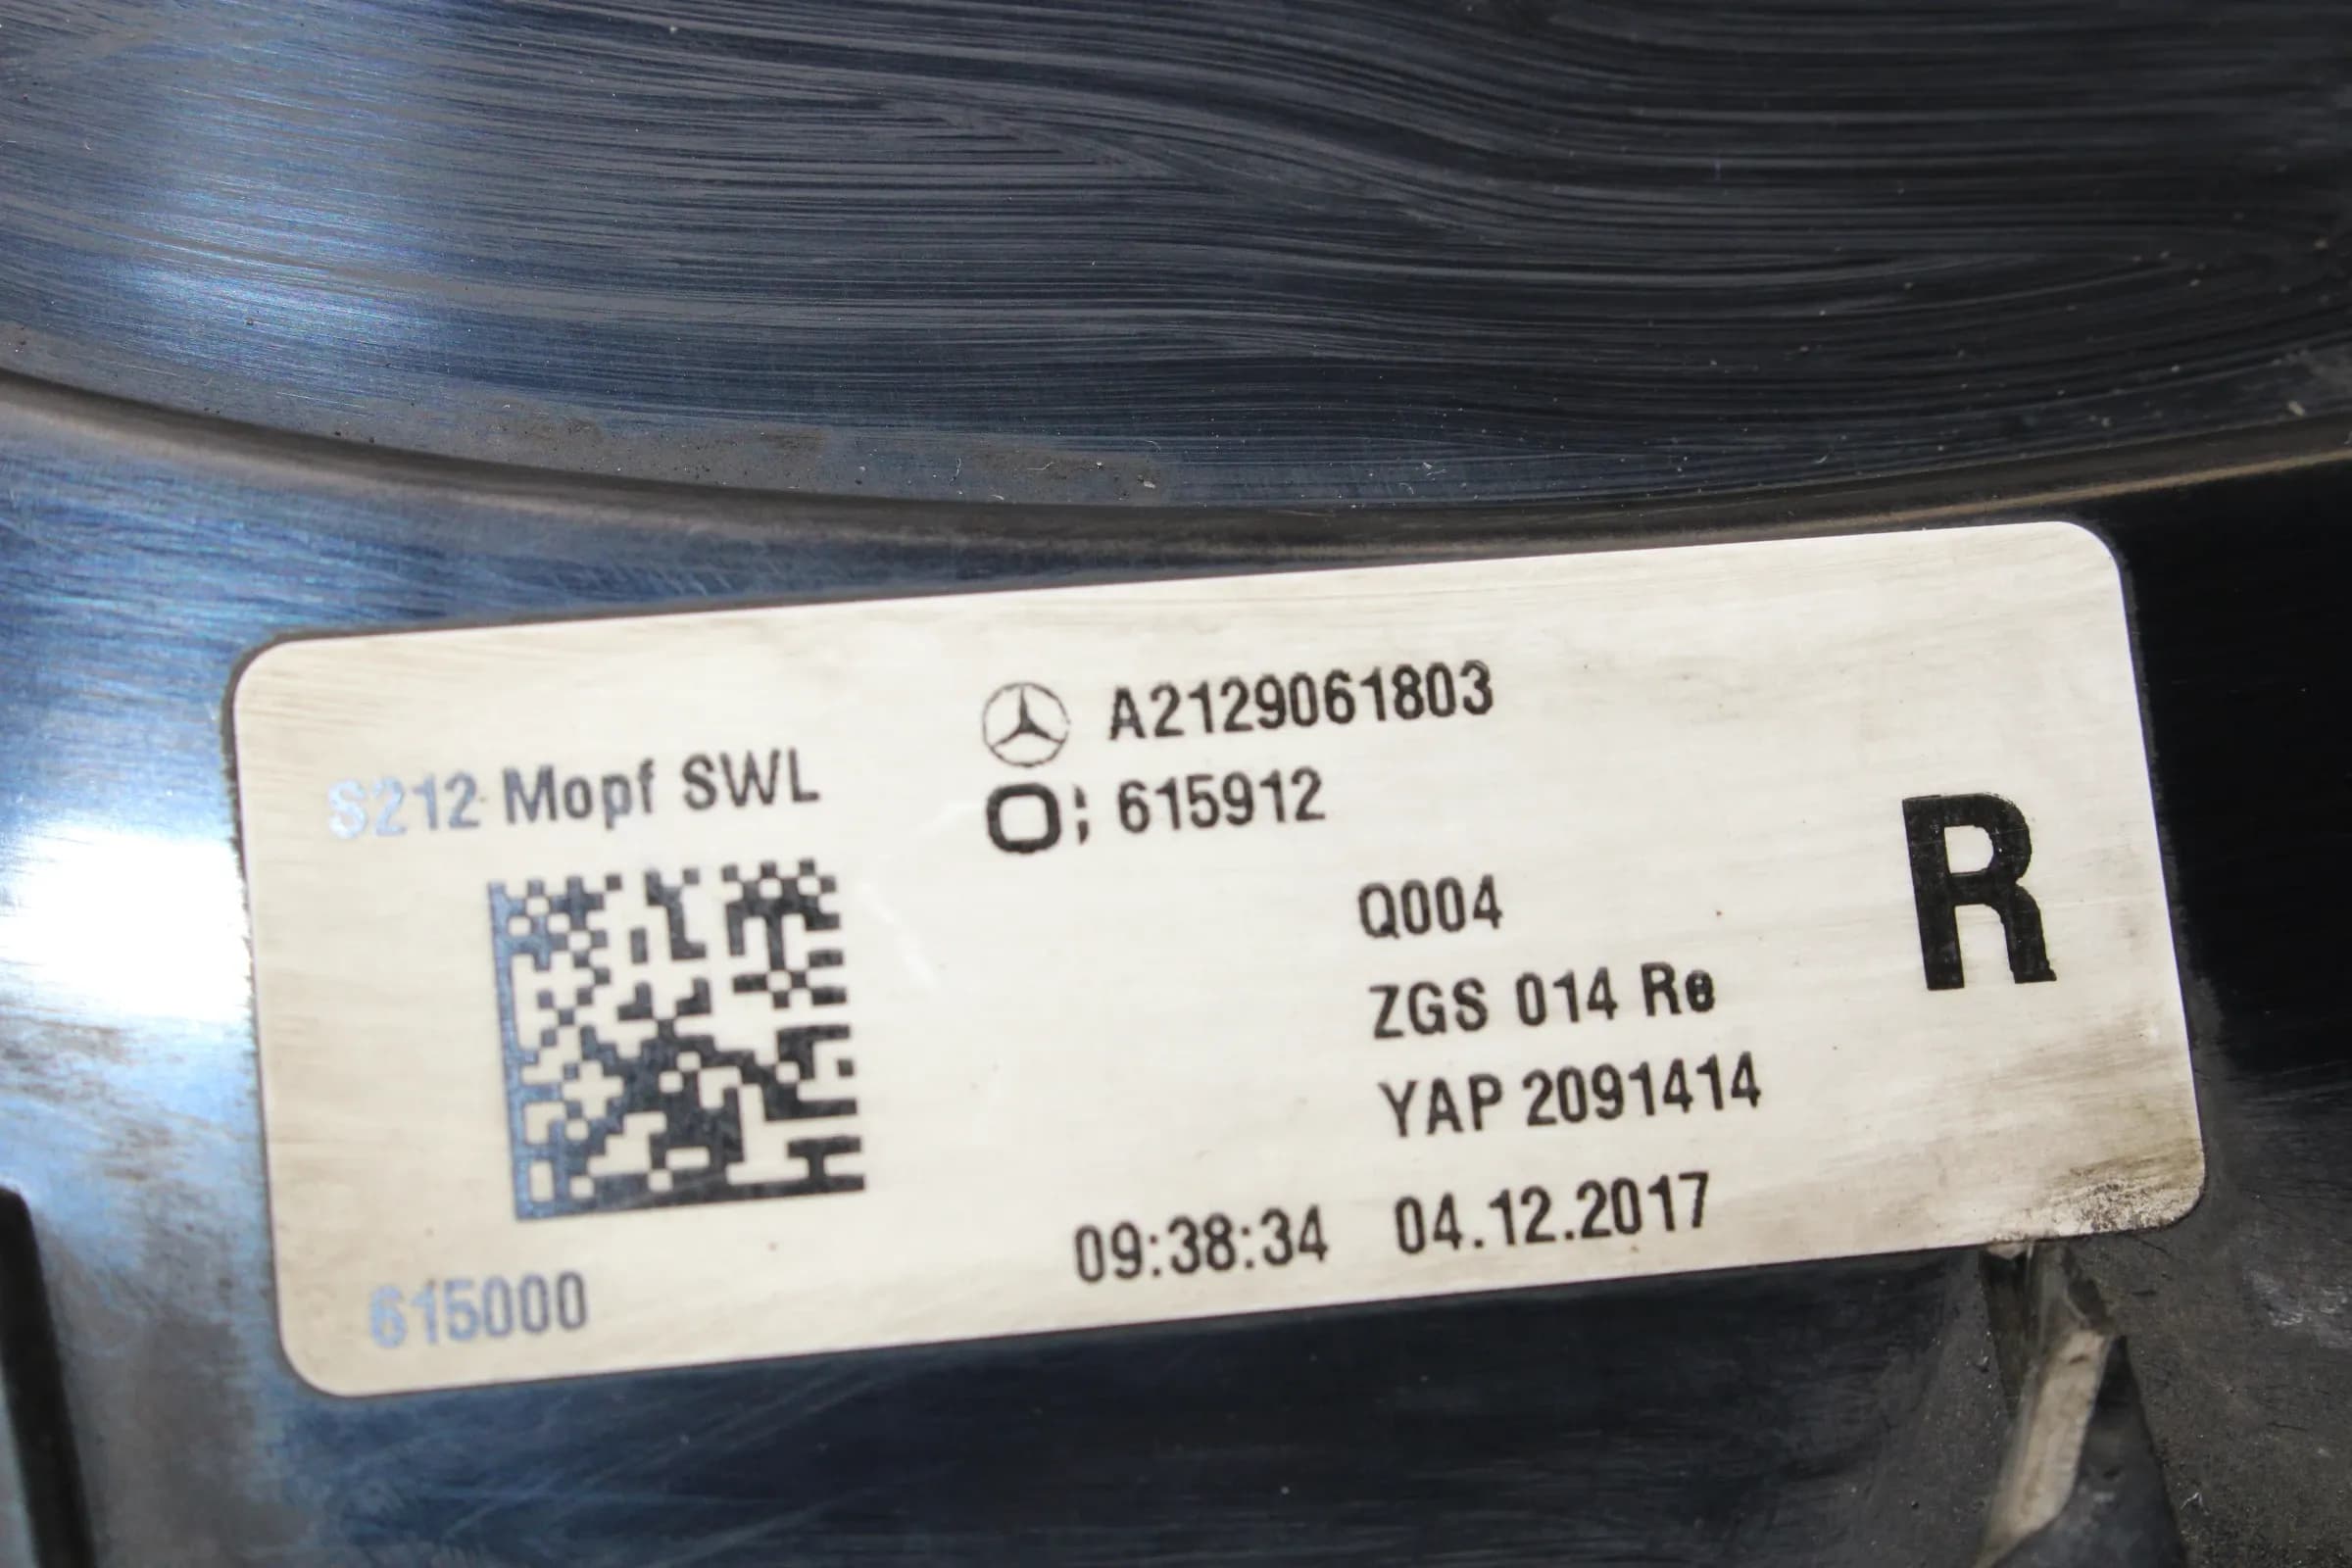 A2129061803
S212 Mopf SWL
O; 615912
Q004
R
ZGS 014 Re
YAP 2091414
09:38:34 04.12.2017
615000